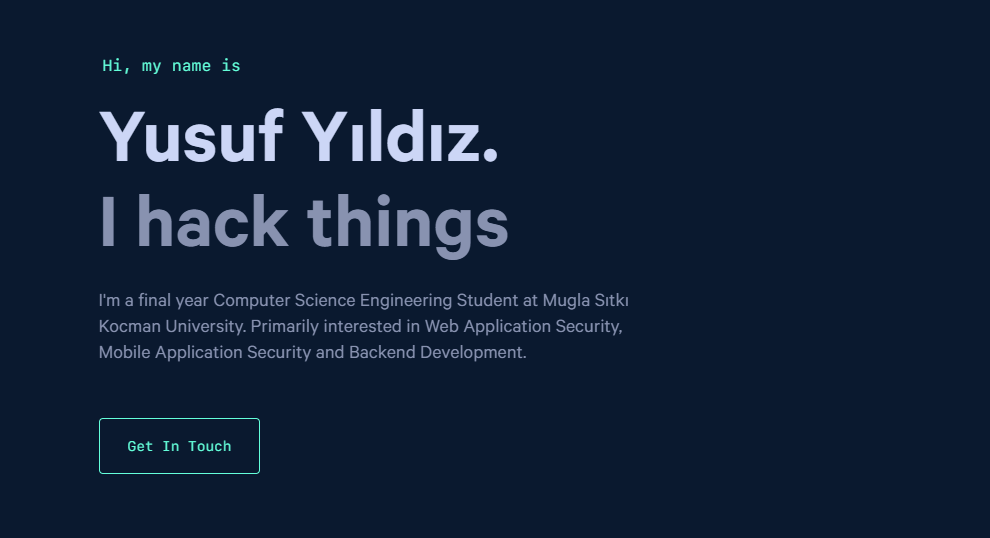 Hi, my name is
Yusuf Yıldız.
I hack things
I'm a final year Computer Science Engineering Student at Mugla Sıtkı
Kocman University. Primarily interested in Web Application Security,
Mobile Application Security and Backend Development.
Get In Touch